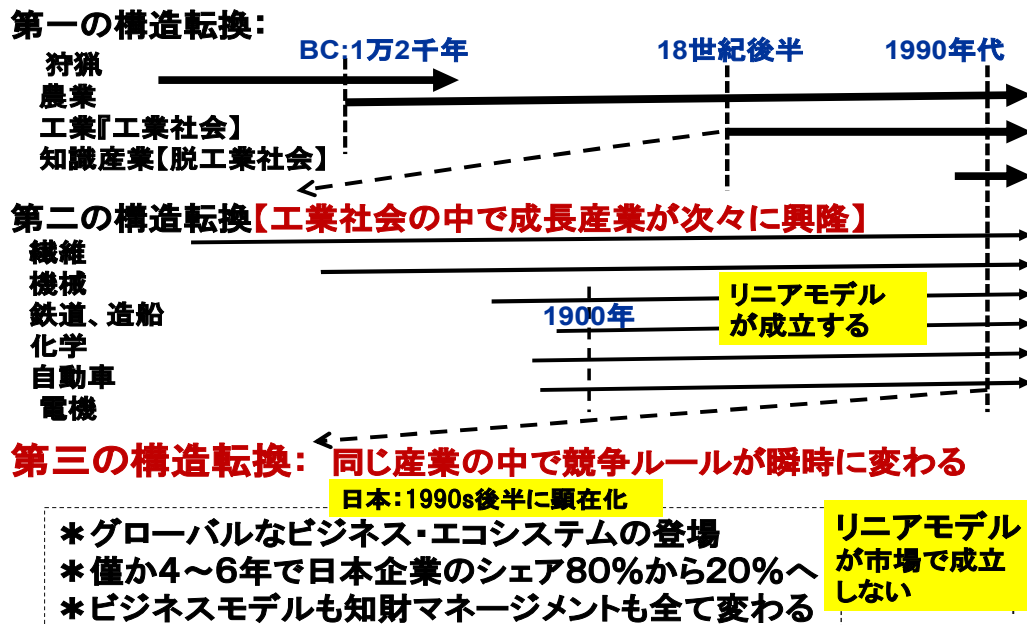 第一の構造転換：
BC:1万2千年
18世紀後半
1990年代
狩猟
農業
工業『工業社会】
知識産業【脱工業社会】
第二の構造転換【工業社会の中で成長産業が次々に興隆】
繊維
機械
鉄道、造船
化学
自動車
電機
1900年
リニアモデル
が成立する
第三の構造転換： 同じ産業の中で競争ルールが瞬時に変わる
日本：1990s後半に顕在化
＊グローバルなビジネス・エコシステムの登場
＊僅か4～6年で日本企業のシェア80%から20%へ
＊ビジネスモデルも知財マネージメントも全て変わる
リニアモデル
が市場で成立
しない